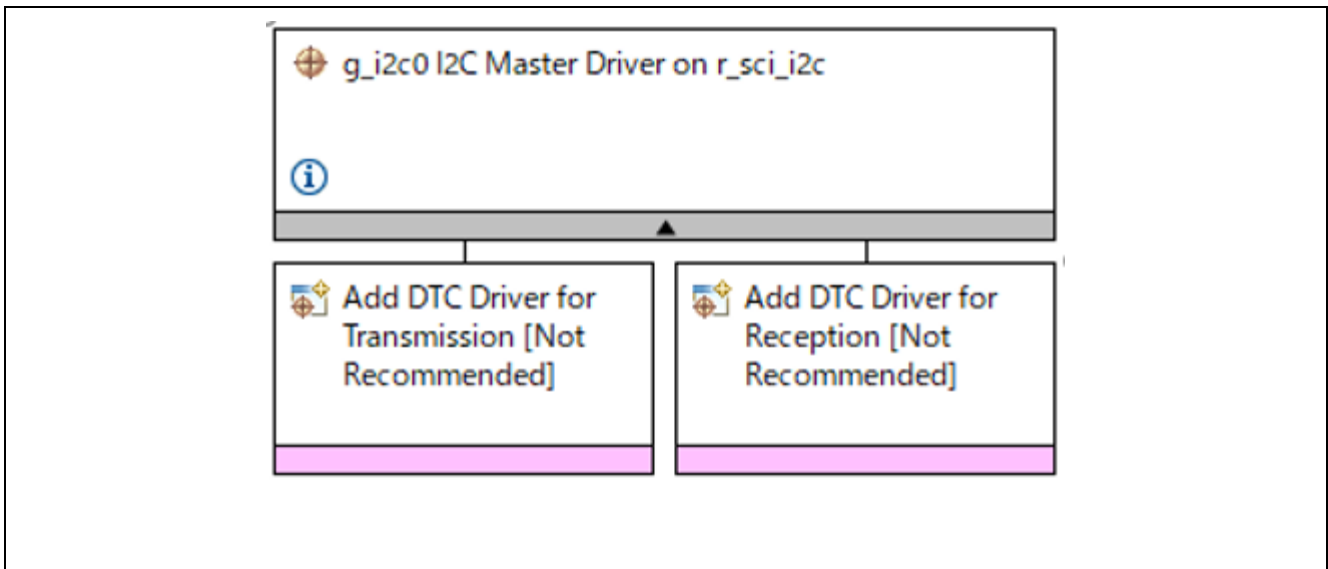 g_i2c0 I2C Master Driver on r_sci_i2c
Add DTC Driver for
Transmission [Not
Recommended]
Add DTC Driver for
Reception [Not
Recommended]